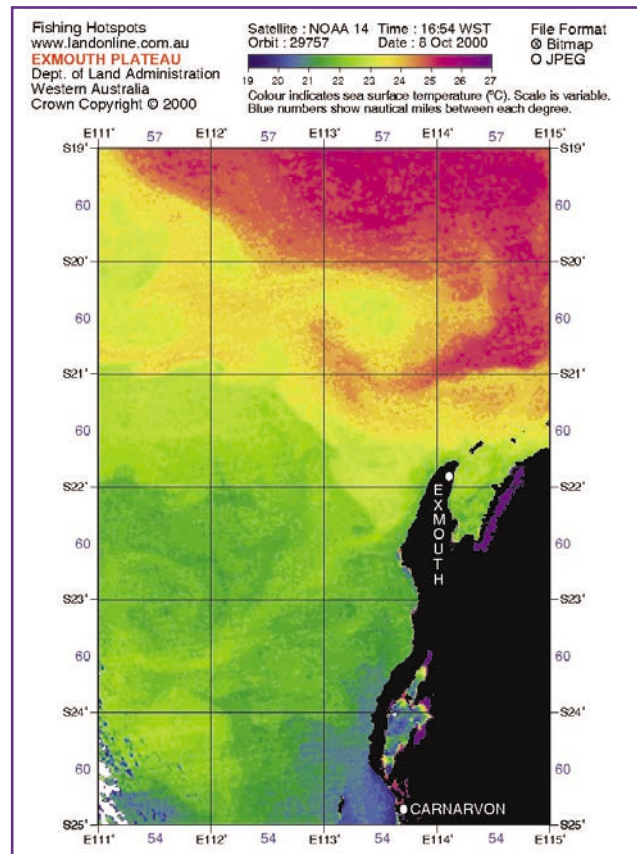 Fishing Hotspots
www.landonline.com.au
EXMOUTH PLATEAU
Dept. of Land Administration
Western Australia
Crown Copyright © 2000
Satellite : NOAA 14 Time : 16:54 WST
Orbit : 29757 Date : 8 Oct 2000
19 20 21 22 23 24 25 26 27
Colour indicates sea surface temperature (°C). Scale is variable.
Blue numbers show nautical miles between each degree.
File Format
Bitmap
JPEG
E111° 57 E112° E113° 57 E114° E115°
57
S19° S19°
60 60
S20° S20°
60 60
S21° S21°
60 60
S22° S22°
EXMOUTH
60 60
S23° S23°
60 60
S24° S24°
60 60
CARNARVON
S25° S25°
E111° 54 E112° E113° 54 E114° 54 E115°